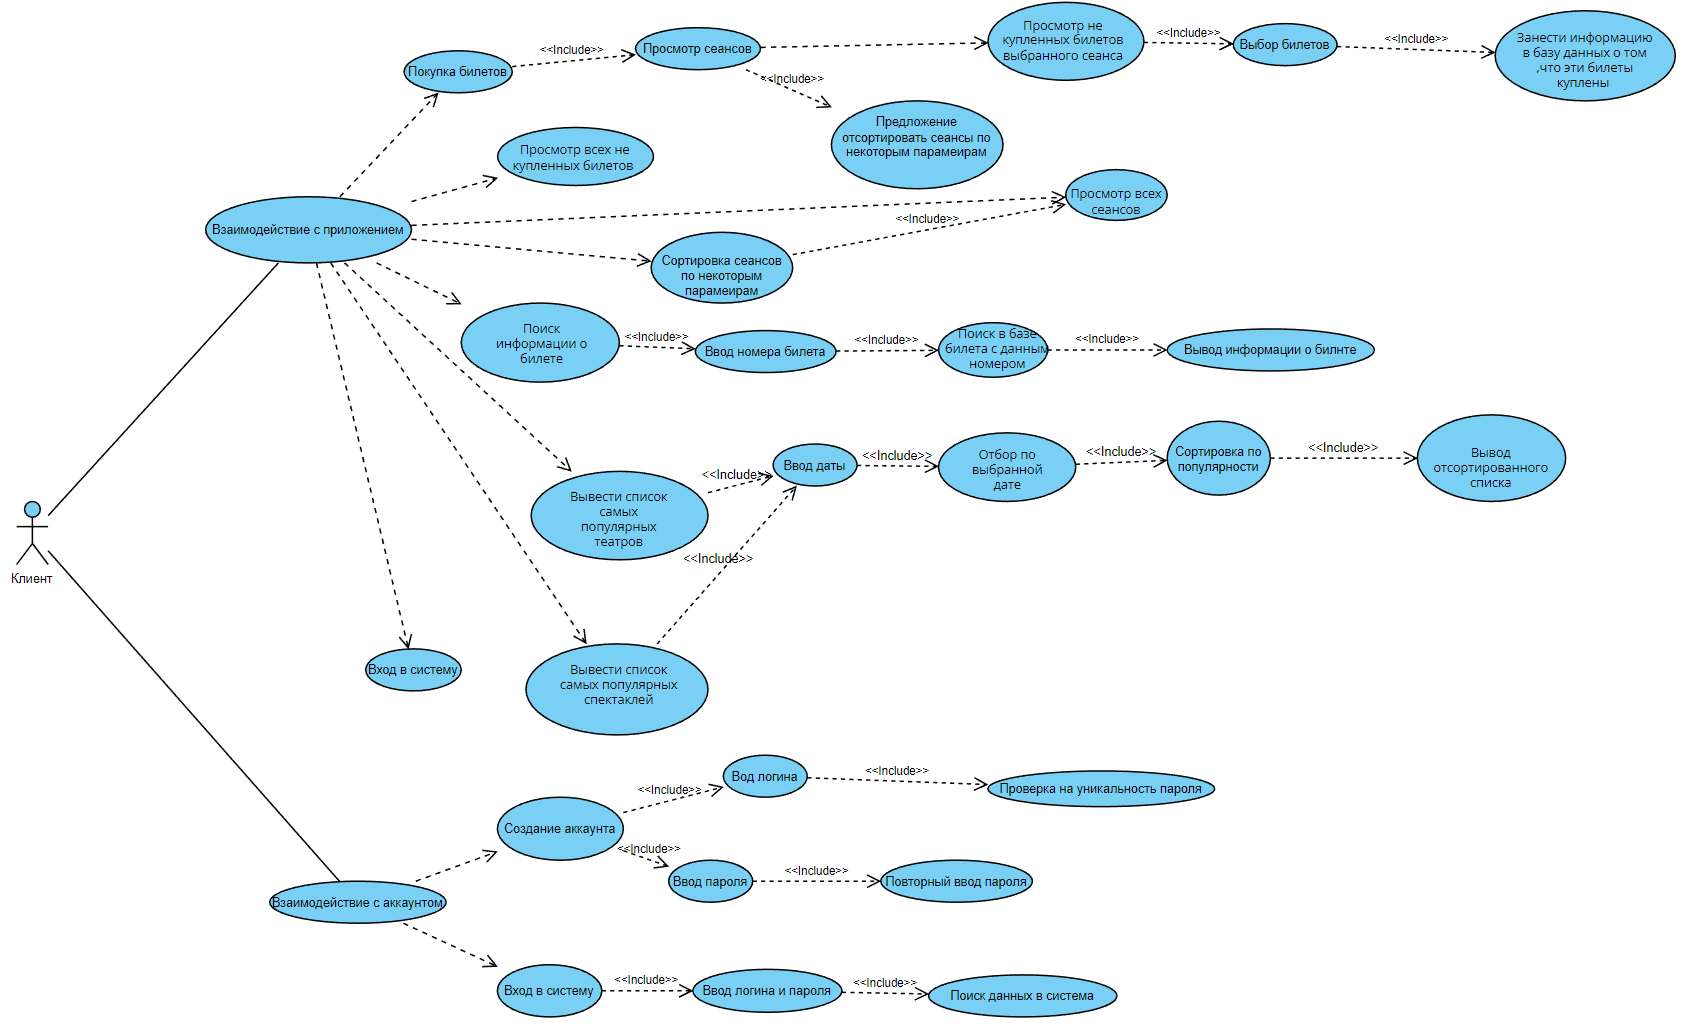 Покупка билетов
<<Include>>
Просмотр сеансов
<<Include>>
Просмотр не
купленных билетов
выбранного сеанса
<<Include>>
Выбор билетов
<<Include>>
Занести информацию
в базу данных о том
,что эти билеты
куплены
Предложение
отсортировать сеансы по
некоторым парамеирам
Просмотр всех не
купленных билетов
Взаимодействие с приложением
Просмотр всех
сеансов
<<Include>>
Сортировка сеансов
по некоторым
парамеирам
Поиск
информации о
билете
<<Include>>
Ввод номера билета
<<Include>>
Поиск в базе
билета с данным
номером
<<Include>>
Вывод информации о билнте
Вывести список
самых
популярных
театров
<<Include>>
Ввод даты
<<Include>>
Отбор по
выбранной
дате
<<Include>>
Сортировка по
популярности
<<Include>>
Вывод
отсортированного
списка
<<Include>>
Клиент
Вход в систему
Вывести список
самых популярных
спектаклей
Создание аккаунта
<<Include>>
Вод логина
<<Include>>
Проверка на уникальность пароля
<<Include>>
Ввод пароля
<<Include>>
Повторный ввод пароля
Взаимодействие с аккаунтом
Вход в систему
<<Include>>
Ввод логина и пароля
<<Include>>
Поиск данных в система